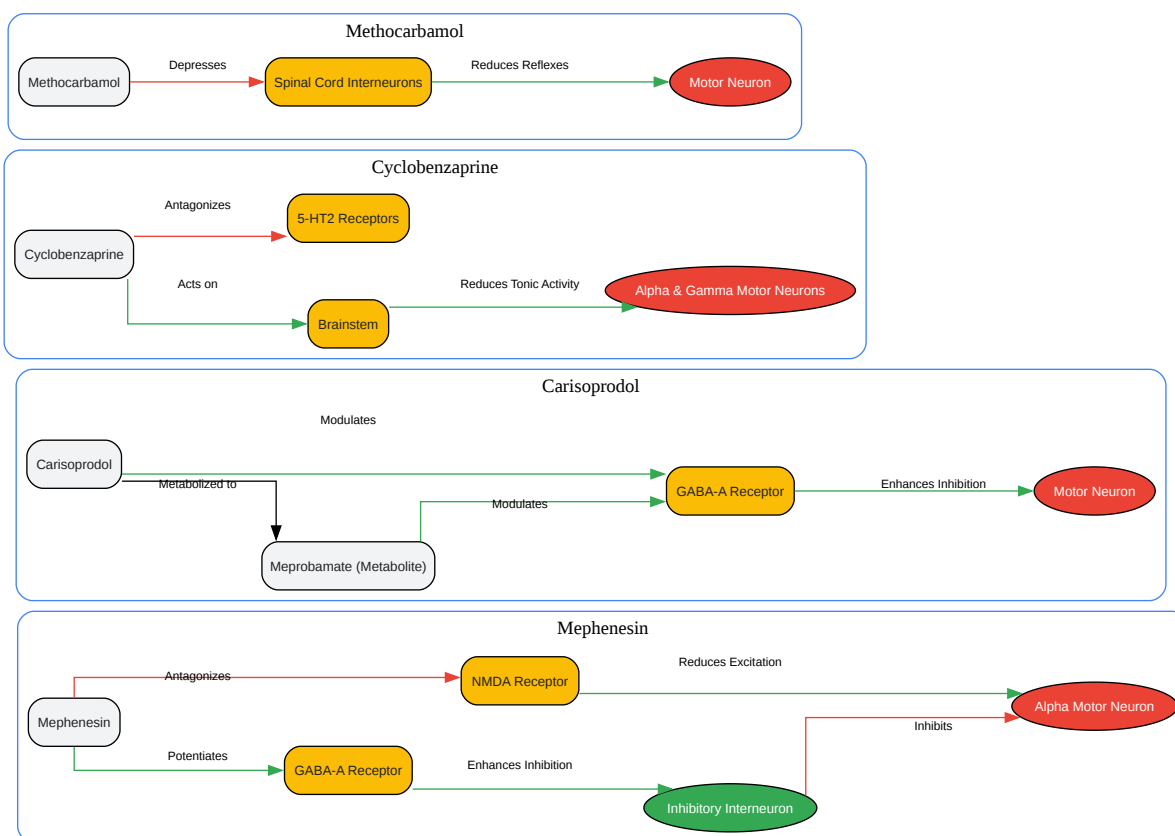 Methocarbamol
Methocarbamol
Depresses
Spinal Cord Interneurons
Reduces Reflexes
Motor Neuron
Cyclobenzaprine
Cyclobenzaprine
Antagonizes
5-HT2 Receptors
Acts on
Brainstem
Reduces Tonic Activity
Alpha & Gamma Motor Neurons
Carisoprodol
Carisoprodol
Modulates
Metabolized to
Meprobamate (Metabolite)
Modulates
GABA-A Receptor
Enhances Inhibition
Motor Neuron
Mephenesin
Mephenesin
Antagonizes
NMDA Receptor
Reduces Excitation
Alpha Motor Neuron
Potentiates
GABA-A Receptor
Enhances Inhibition
Inhibitory Interneuron
Inhibits